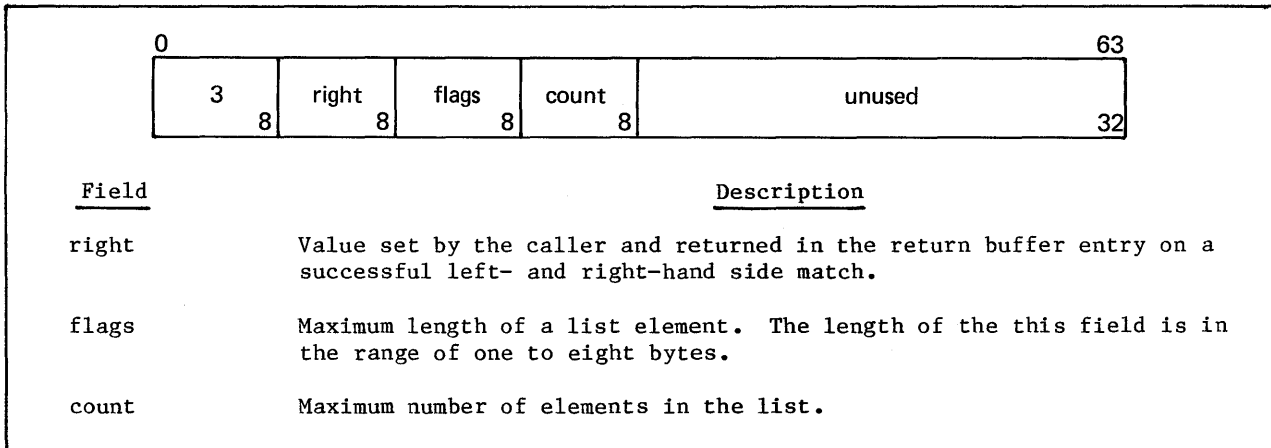 0 63
3 right flags count unused
8 8 8 8 32
Field Description
right Value set by the caller and returned in the return buffer entry on a
successful left- and right-hand side match.
flags Maximum length of a list element. The length of the this field is in
the range of one to eight bytes.
count Maximum number of elements in the list.